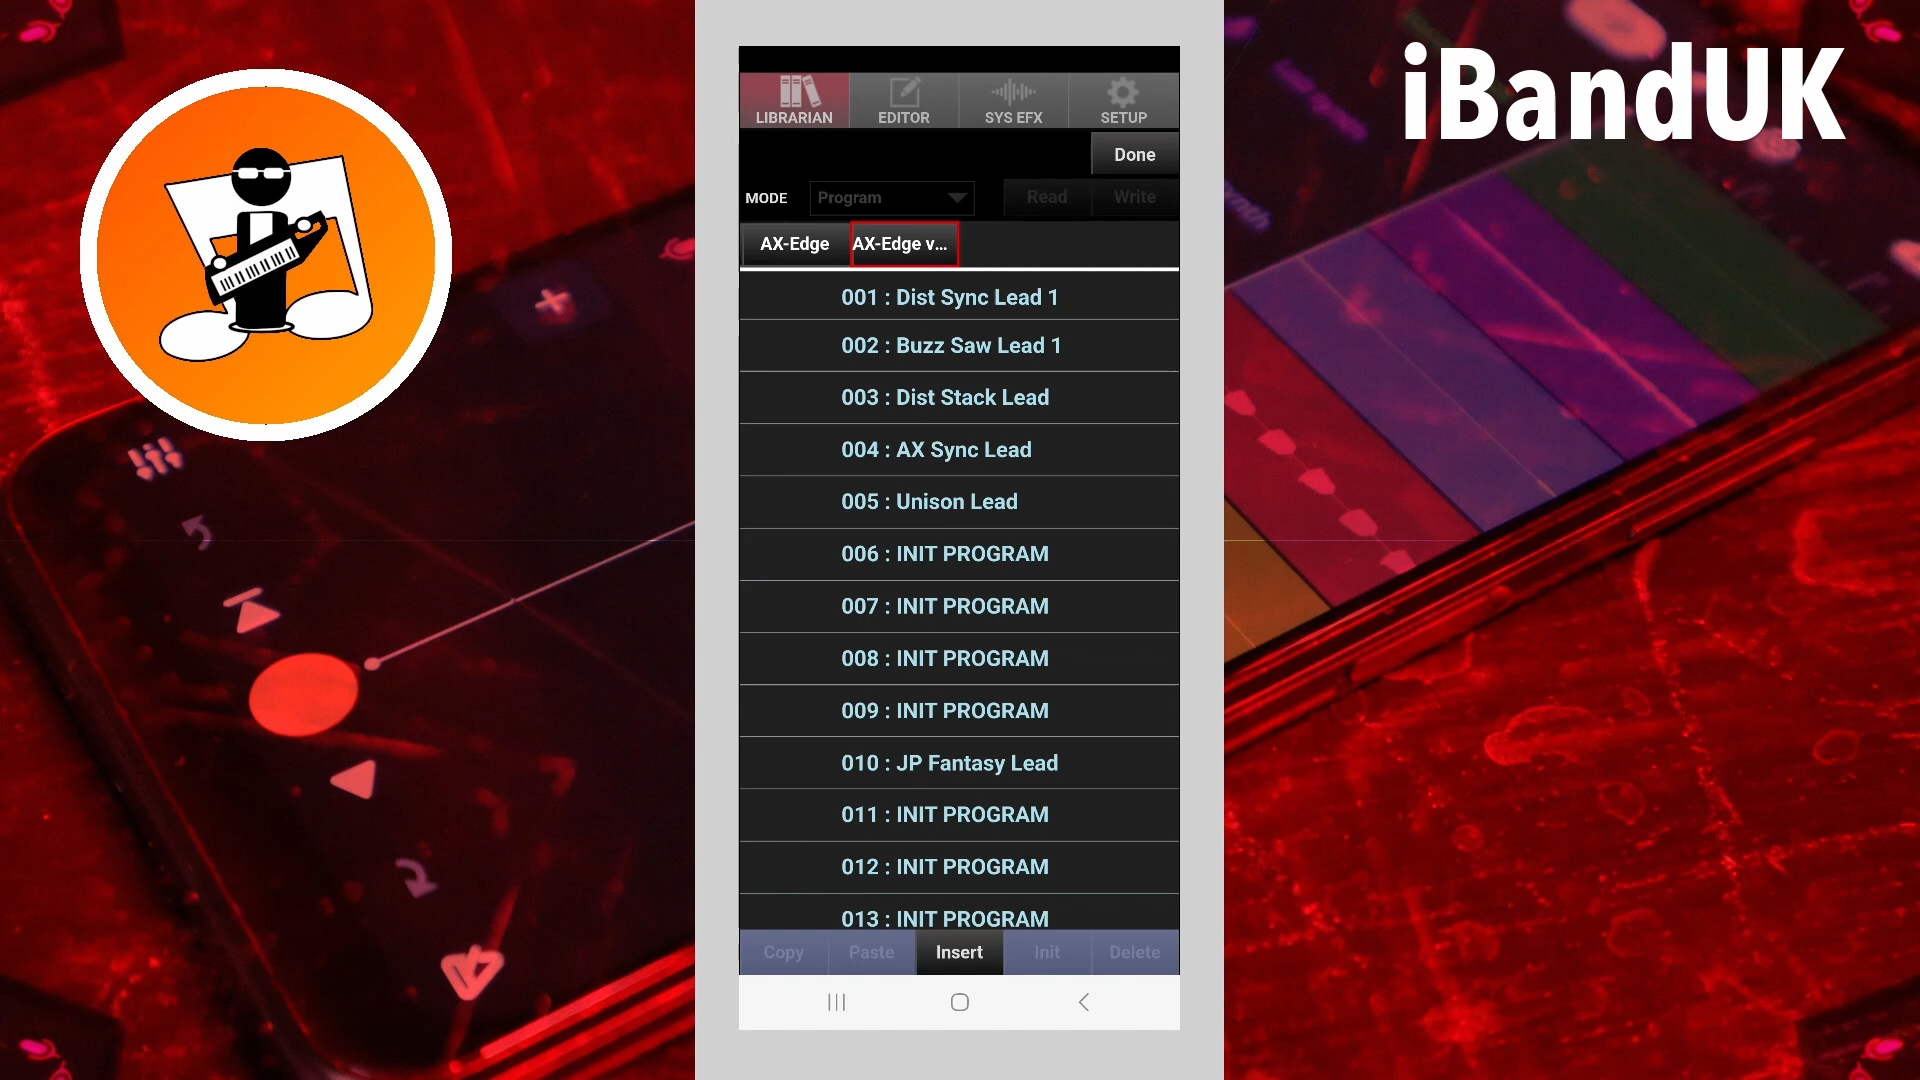 iBandUK
LIBRARIAN EDITOR SYS EFX SETUP
Done
MODE Program Read Write
AX-Edge AX-Edge v...
001 : Dist Sync Lead 1
002 : Buzz Saw Lead 1
003 : Dist Stack Lead
004 : AX Sync Lead
005 : Unison Lead
006 : INIT PROGRAM
007 : INIT PROGRAM
008 : INIT PROGRAM
009 : INIT PROGRAM
010 : JP Fantasy Lead
011 : INIT PROGRAM
012 : INIT PROGRAM
013 : INIT PROGRAM
Copy Paste Insert Init Delete